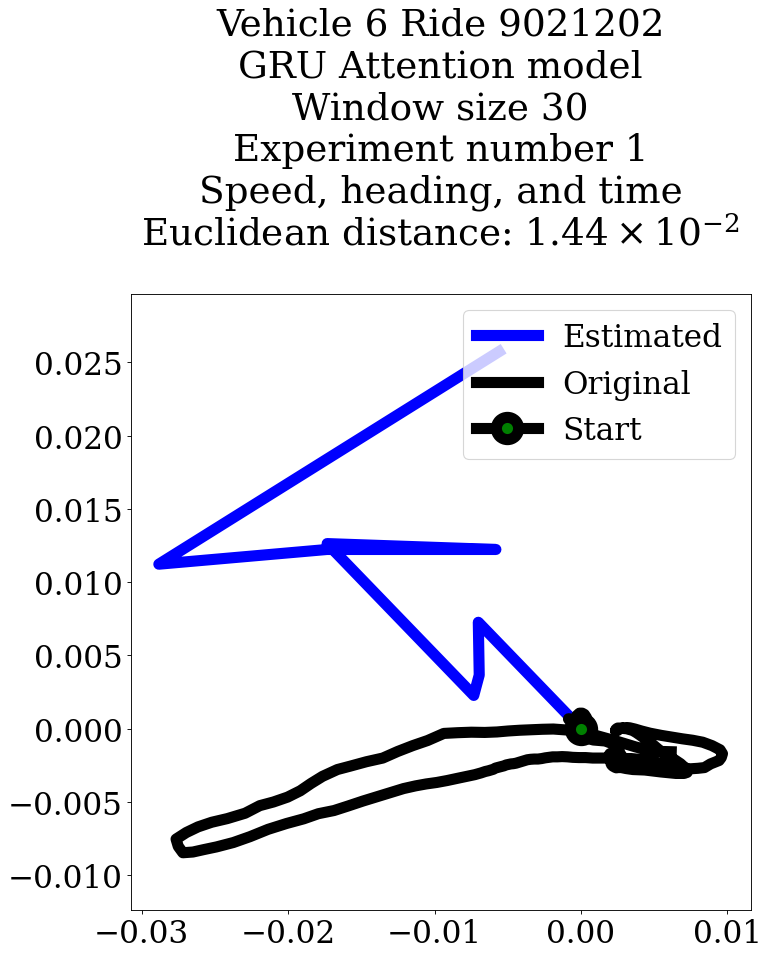 Vehicle 6 Ride 9021202
GRU Attention model
Window size 30
Experiment number 1
Speed, heading, and time
Euclidean distance: 1.44 × 10⁻²
Estimated
Original
Start
0.025
0.020
0.015
0.010
0.005
0.000
−0.005
−0.010
−0.03 −0.02 −0.01 0.00 0.01